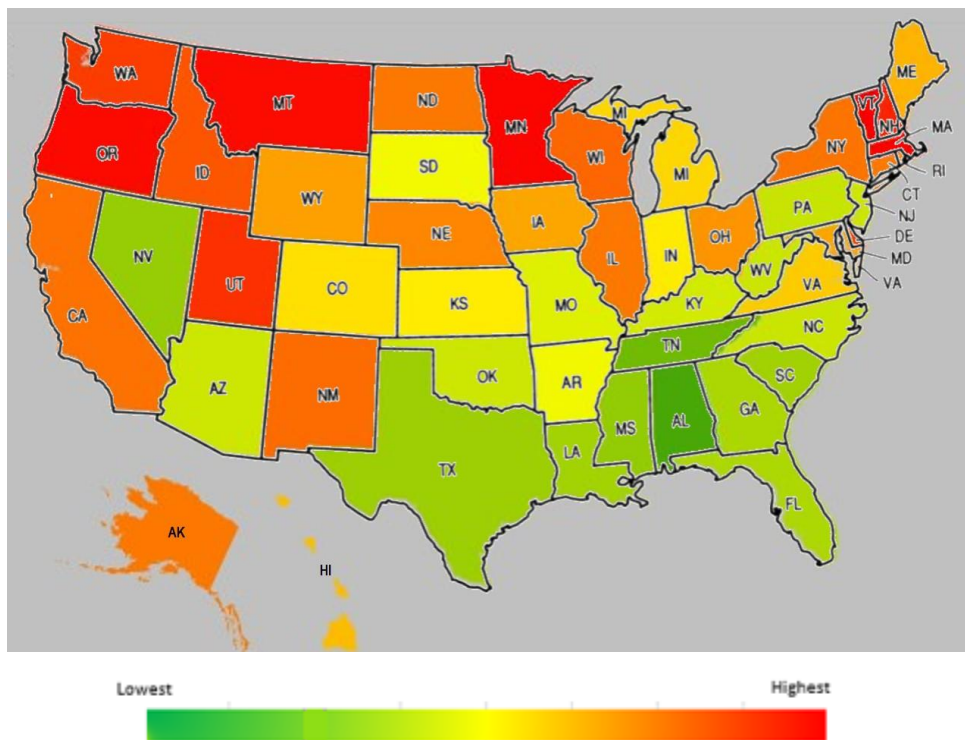 WA
MT
ND
MN
OR
ID
WY
SD
WI
MI
MI
ME
VT
NH
MA
NY
RI
CT
NJ
PA
DE
MD
VA
NV
UT
CO
NE
IA
IL
IN
OH
WV
VA
CA
KS
MO
KY
NC
AZ
NM
OK
AR
TN
SC
TX
LA
MS
AL
GA
FL
AK
HI
Lowest Highest